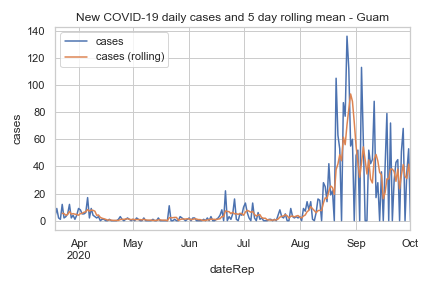 New COVID-19 daily cases and 5 day rolling mean - Guam
cases
cases (rolling)
140
120
100
80
60
40
20
0
cases
Apr May Jun Jul Aug Sep Oct
2020
dateRep